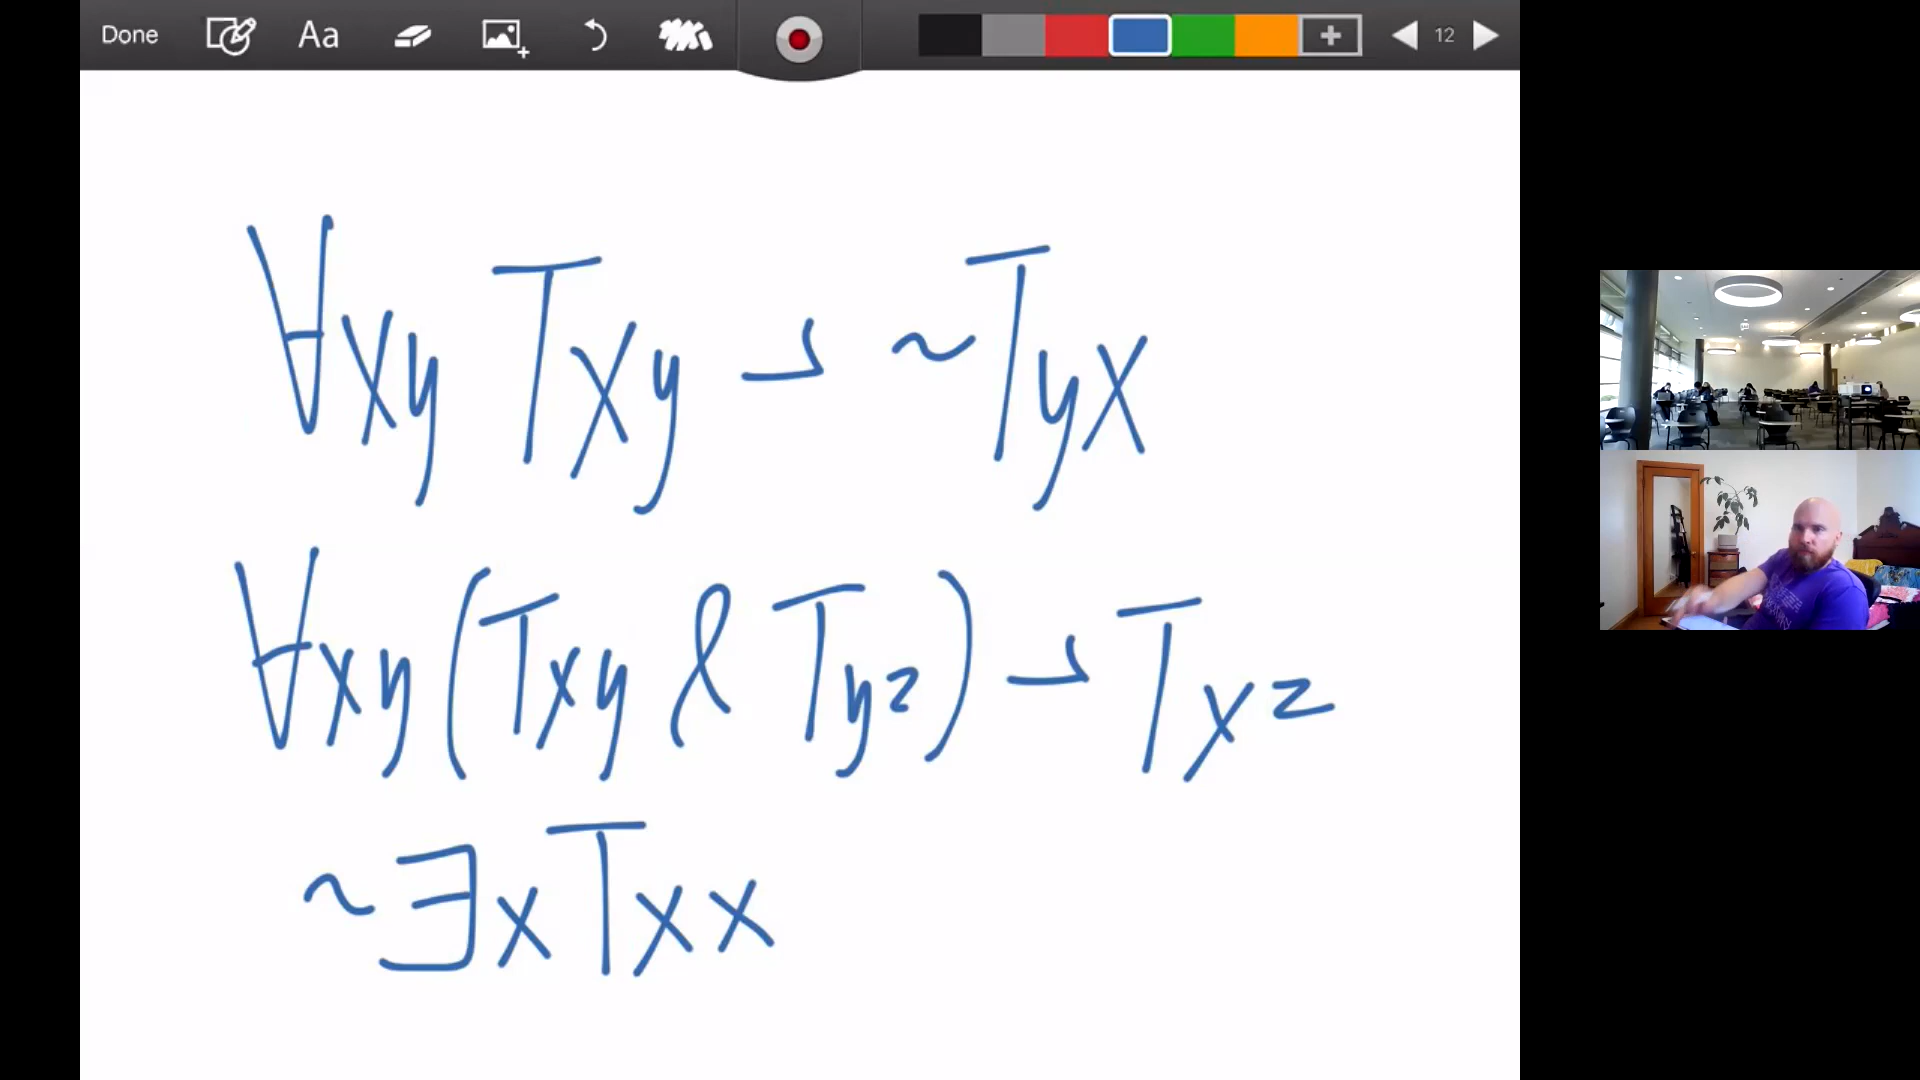 Done Aa 12
∀xy Txy → ~Tyx
∀xy (Txy & Tyz) → Txz
~∃x Txx